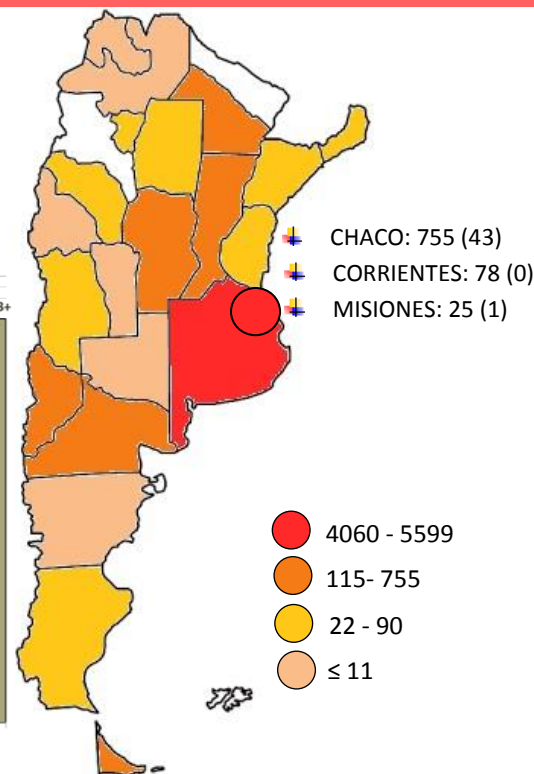 CHACO: 755 (43)
CORRIENTES: 78 (0)
MISIONES: 25 (1)
4060 - 5599
115- 755
22 - 90
≤ 11